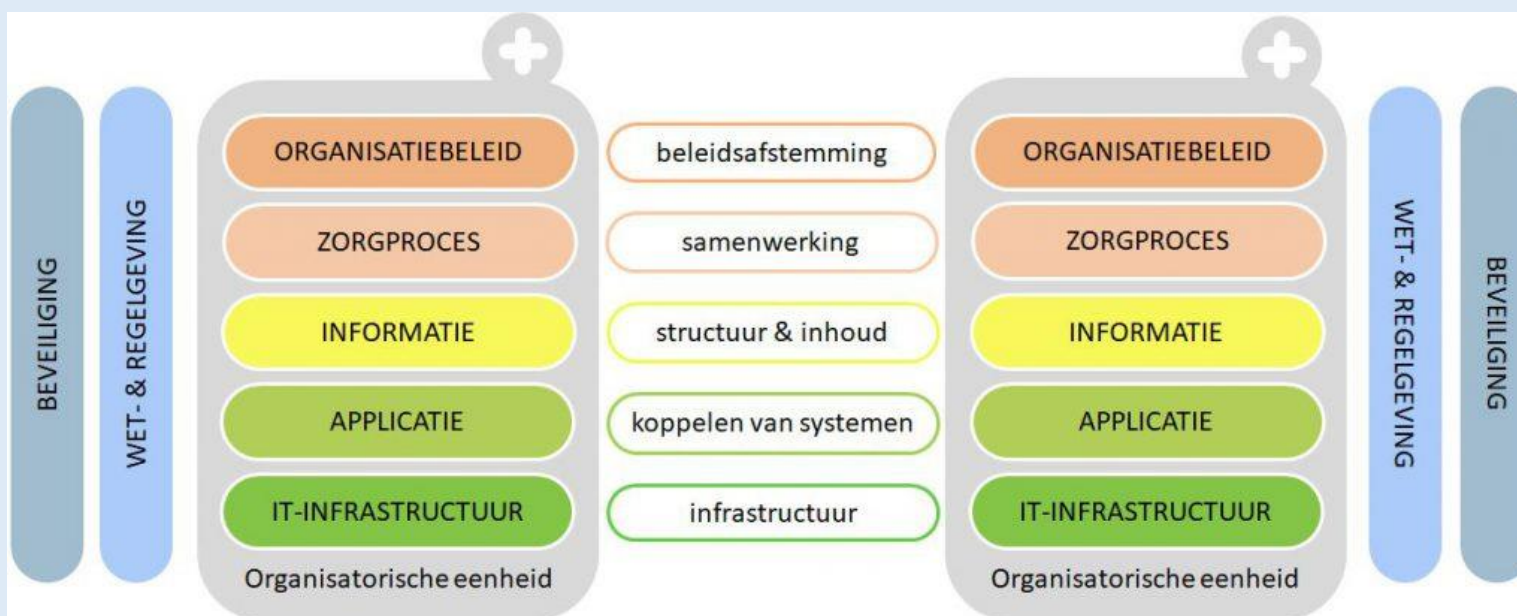 BEVEILIGING
WET- & REGELGEVING
ORGANISATIEBELEID
beleidsafstemming
ORGANISATIEBELEID
ZORGPROCES
samenwerking
ZORGPROCES
INFORMATIE
structuur & inhoud
INFORMATIE
APPLICATIE
koppelen van systemen
APPLICATIE
IT-INFRASTRUCTUUR
infrastructuur
IT-INFRASTRUCTUUR
Organisatorische eenheid
Organisatorische eenheid
WET- & REGELGEVING
BEVEILIGING